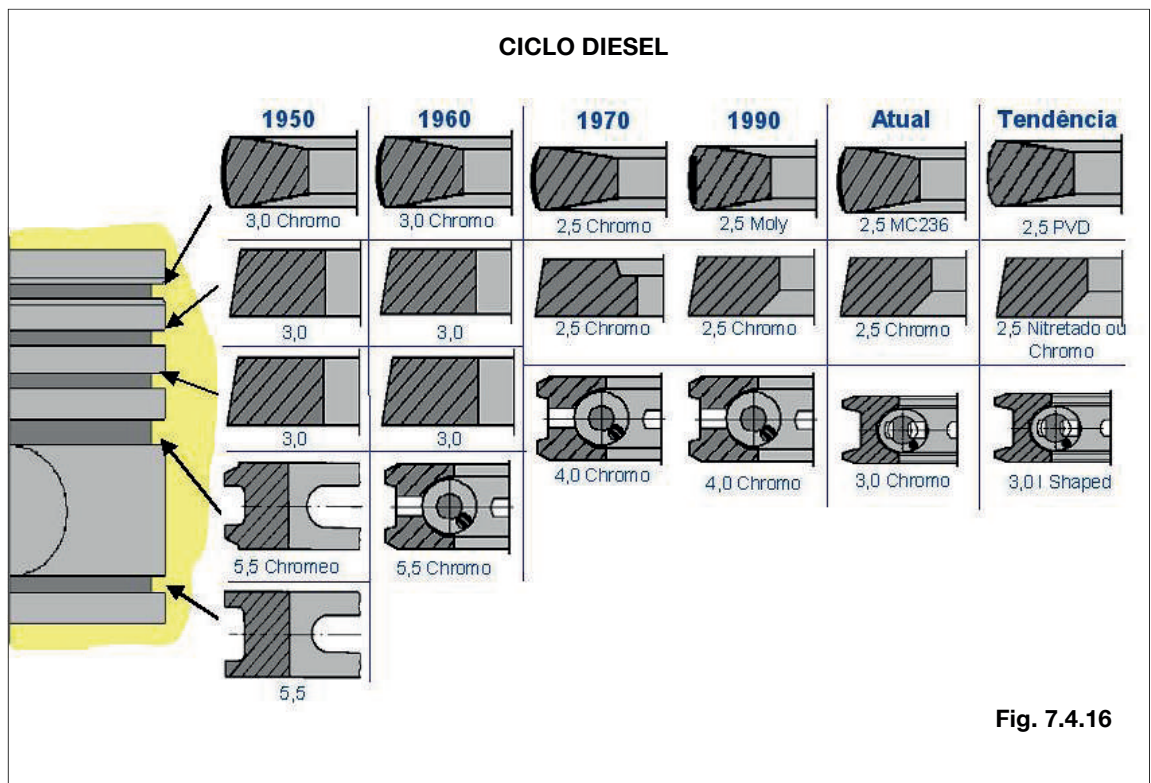 CICLO DIESEL
1950 1960 1970 1990 Atual Tendência
3,0 Chromo 3,0 Chromo 2,5 Chromo 2,5 Moly 2,5 MC236 2,5 PVD
3,0 3,0 2,5 Chromo 2,5 Chromo 2,5 Chromo 2,5 Nitretado ou
Chromo
3,0 3,0 4,0 Chromo 4,0 Chromo 3,0 Chromo 3,0 I Shaped
5,5 Chromeo 5,5 Chromo
5,5
Fig. 7.4.16